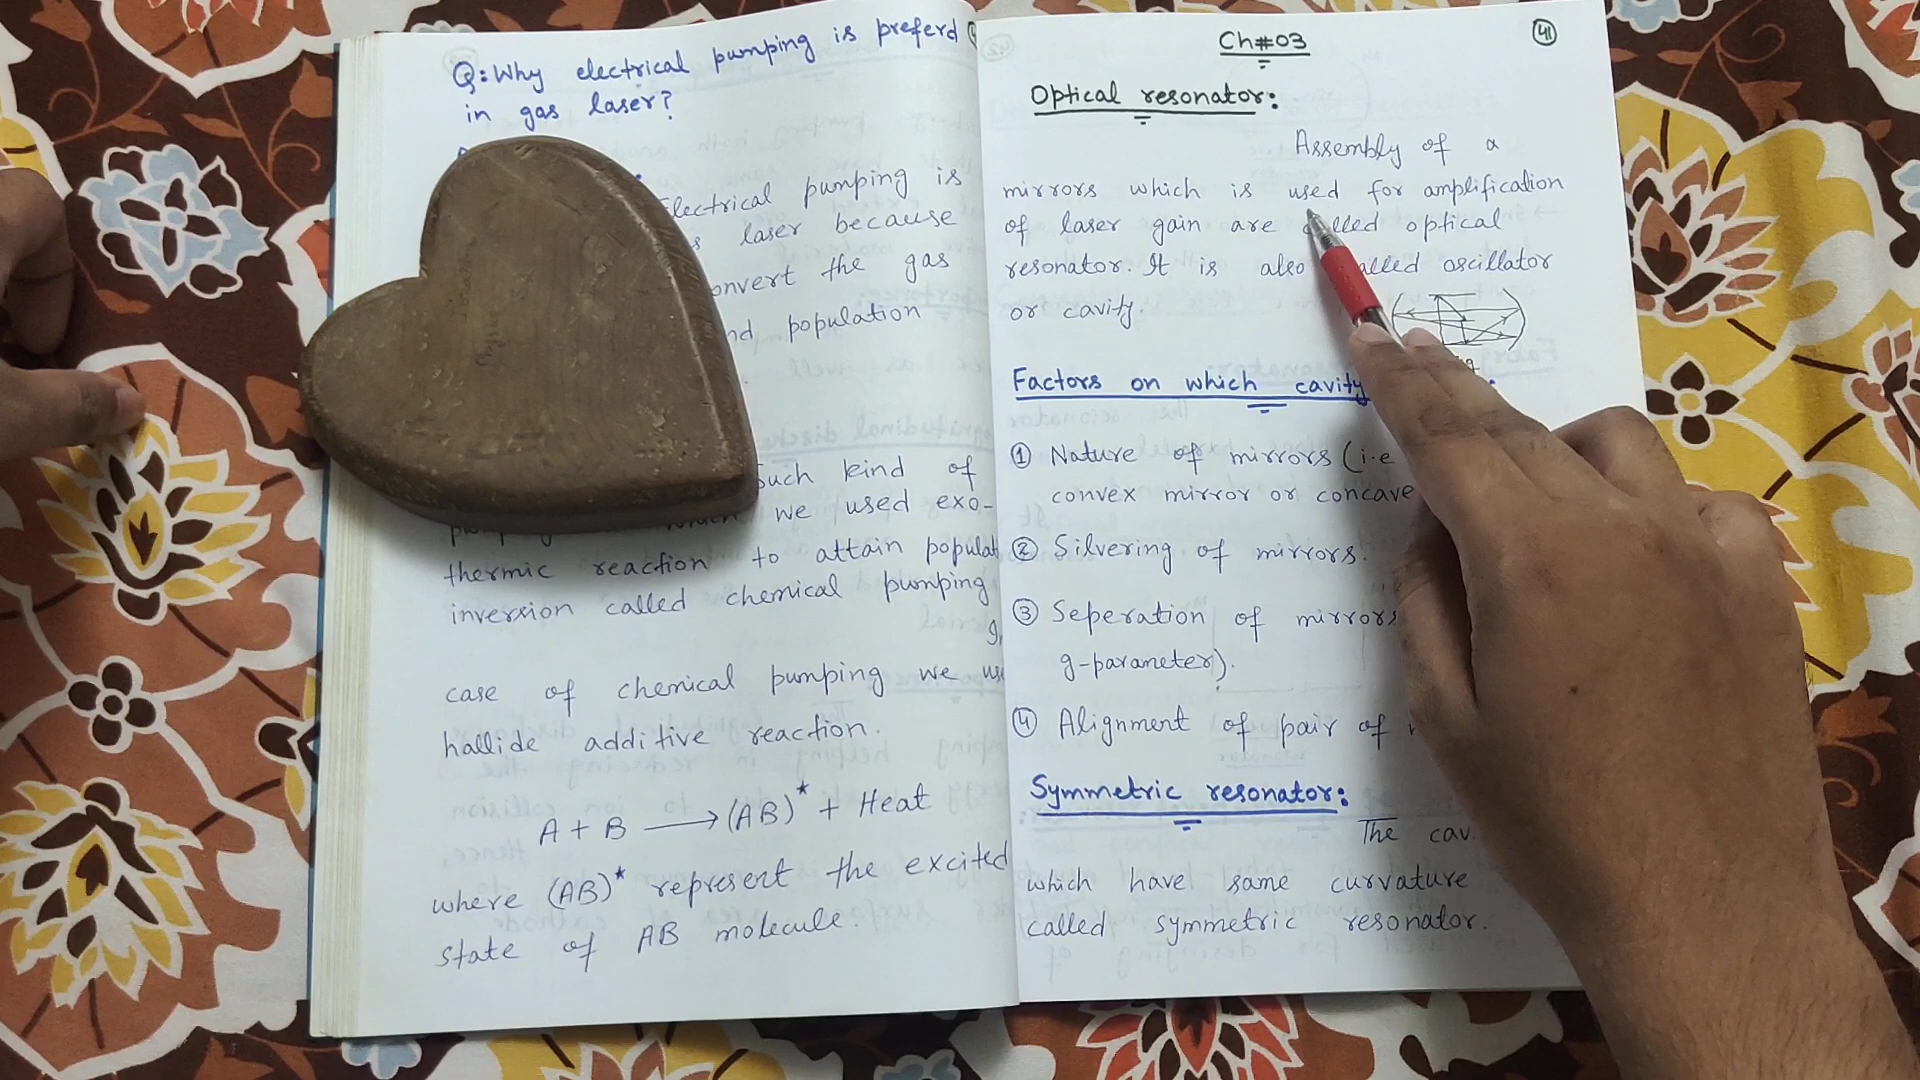 Q: Why electrical pumping is preferd
in gas laser?
Electrical pumping is
laser because
the gas
population
Such kind of
we used exo-
thermic reaction to attain populat
inversion called chemical pumping
case of chemical pumping we use
hallide additive reaction.
A + B ⟶ (AB)* + Heat
where (AB)* represent the excited
state of AB molecule.
Ch#03
41
Optical resonator:
Assembly of a
mirrors which is used for amplification
of laser gain are called optical
resonator. It is also called oscillator
or cavity.
Factors on which cavity
① Nature of mirrors (i.e
convex mirror or concave
② Silvering of mirrors.
③ Seperation of mirrors
g-parameter).
④ Alignment of pair of
Symmetric resonator:
The cav
which have same curvature
called symmetric resonator.